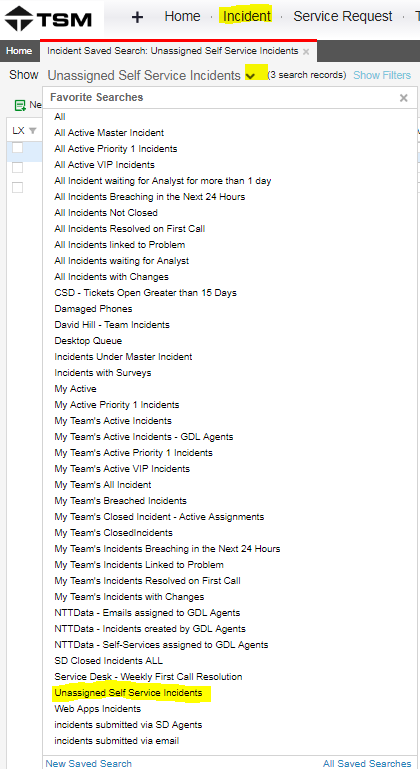 TSM + Home Incident Service Request
Home Incident Saved Search: Unassigned Self Service Incidents ×
Show Unassigned Self Service Incidents (3 search records) Show Filters
Favorite Searches ×
LX
All
All Active Master Incident
All Active Priority 1 Incidents
All Active VIP Incidents
All Incident waiting for Analyst for more than 1 day
All Incidents Breaching in the Next 24 Hours
All Incidents Not Closed
All Incidents Resolved on First Call
All Incidents linked to Problem
All Incidents waiting for Analyst
All Incidents with Changes
CSD - Tickets Open Greater than 15 Days
Damaged Phones
David Hill - Team Incidents
Desktop Queue
Incidents Under Master Incident
Incidents with Surveys
My Active
My Active Priority 1 Incidents
My Team's Active Incidents
My Team's Active Incidents - GDL Agents
My Team's Active Priority 1 Incidents
My Team's Active VIP Incidents
My Team's All Incident
My Team's Breached Incidents
My Team's Closed Incident - Active Assignments
My Team's ClosedIncidents
My Team's Incidents Breaching in the Next 24 Hours
My Team's Incidents Linked to Problem
My Team's Incidents Resolved on First Call
My Team's Incidents with Changes
NTTData - Emails assigned to GDL Agents
NTTData - Incidents created by GDL Agents
NTTData - Self-Services assigned to GDL Agents
SD Closed Incidents ALL
Service Desk - Weekly First Call Resolution
Unassigned Self Service Incidents
Web Apps Incidents
incidents submitted via SD Agents
incidents submitted via email
New Saved Search All Saved Searches